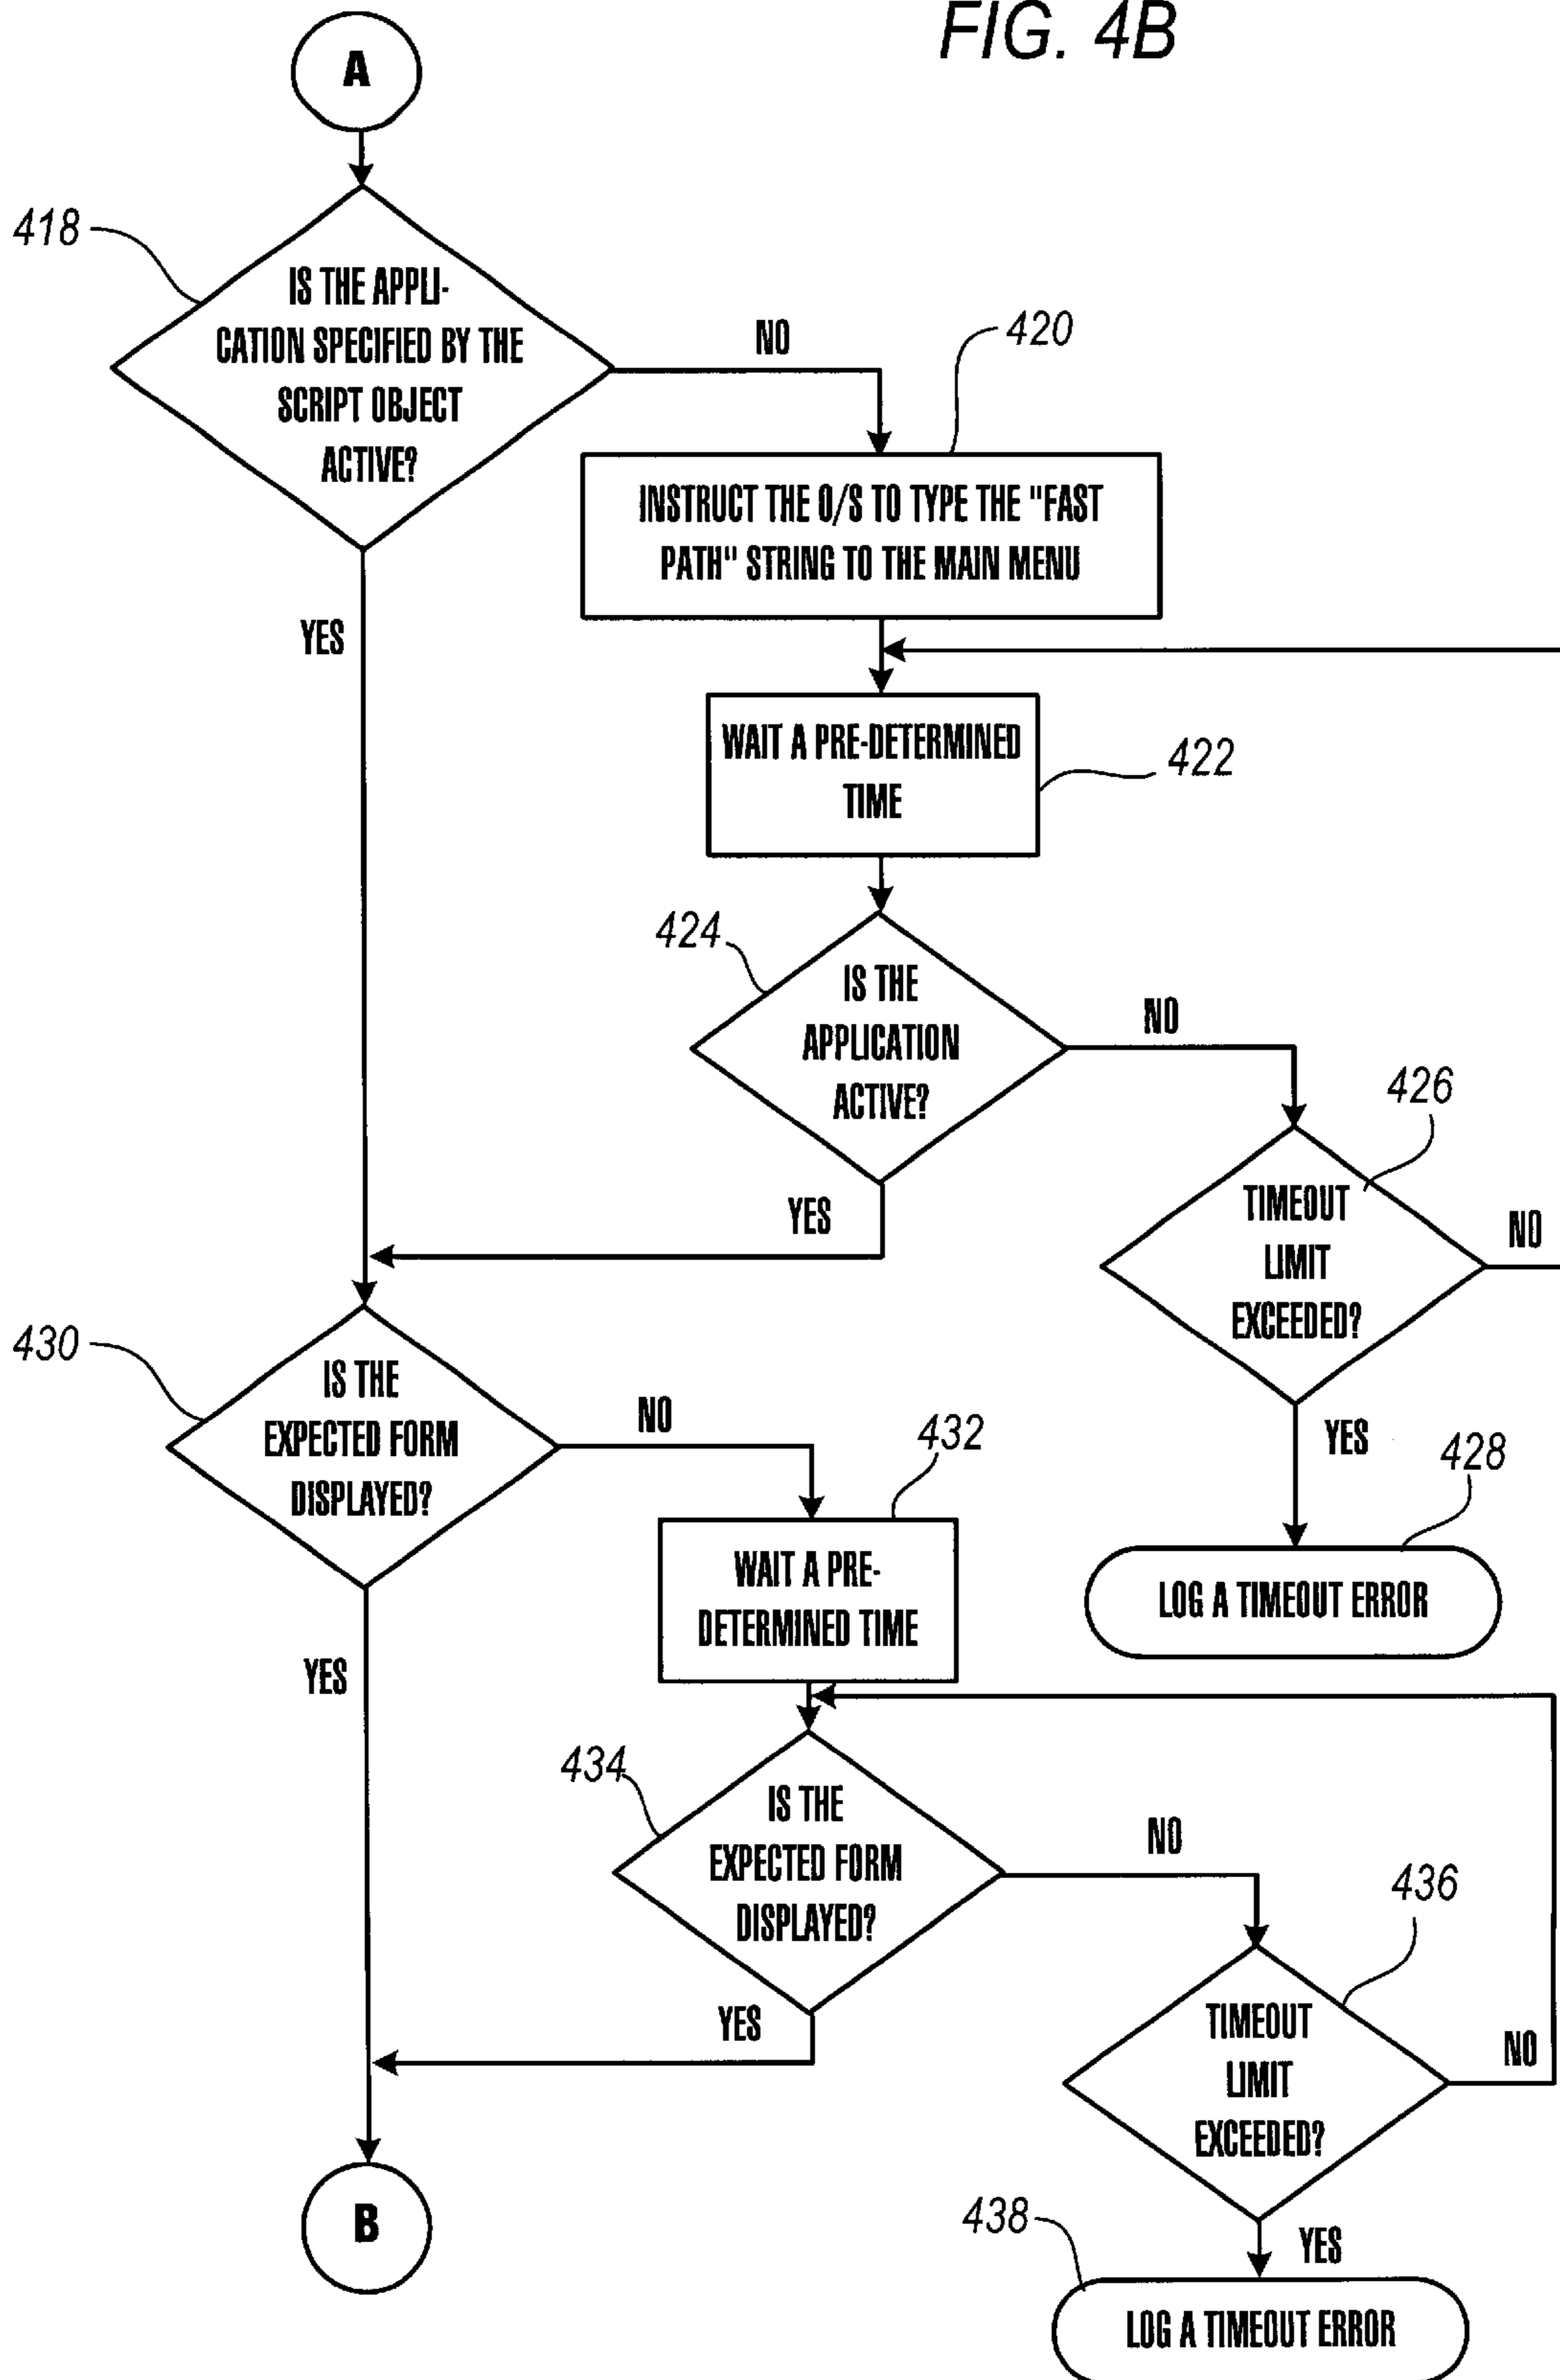 FIG. 4B
A
418
IS THE APPLI-
CATION SPECIFIED BY THE
SCRIPT OBJECT
ACTIVE?
NO
420
INSTRUCT THE O/S TO TYPE THE "FAST
PATH" STRING TO THE MAIN MENU
YES
WAIT A PRE-DETERMINED
TIME
422
424
IS THE
APPLICATION
ACTIVE?
NO
426
YES
TIMEOUT
LIMIT
EXCEEDED?
NO
430
IS THE
EXPECTED FORM
DISPLAYED?
NO
432
YES
428
WAIT A PRE-
DETERMINED TIME
LOG A TIMEOUT ERROR
YES
434
IS THE
EXPECTED FORM
DISPLAYED?
NO
436
YES
TIMEOUT
LIMIT
EXCEEDED?
NO
B
438
YES
LOG A TIMEOUT ERROR